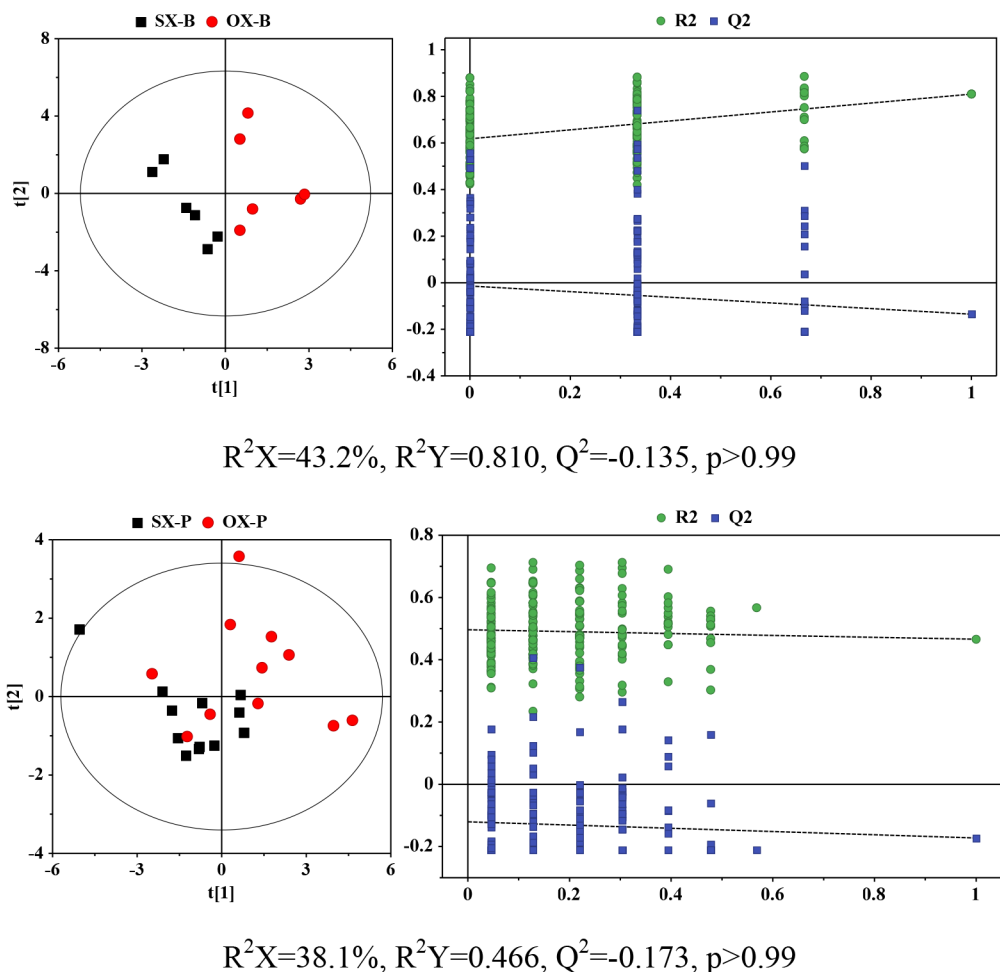 SX-B OX-B
R2 Q2
8
4
0
-4
-8
t[2]
-6 -3 0 3 6
t[1]
1
0.8
0.6
0.4
0.2
0
-0.2
-0.4
0 0.2 0.4 0.6 0.8 1
R²X=43.2%, R²Y=0.810, Q²=-0.135, p>0.99
SX-P OX-P
R2 Q2
4
2
0
-2
-4
t[2]
-6 -3 0 3 6
t[1]
0.8
0.6
0.4
0.2
0
-0.2
0 0.2 0.4 0.6 0.8 1
R²X=38.1%, R²Y=0.466, Q²=-0.173, p>0.99